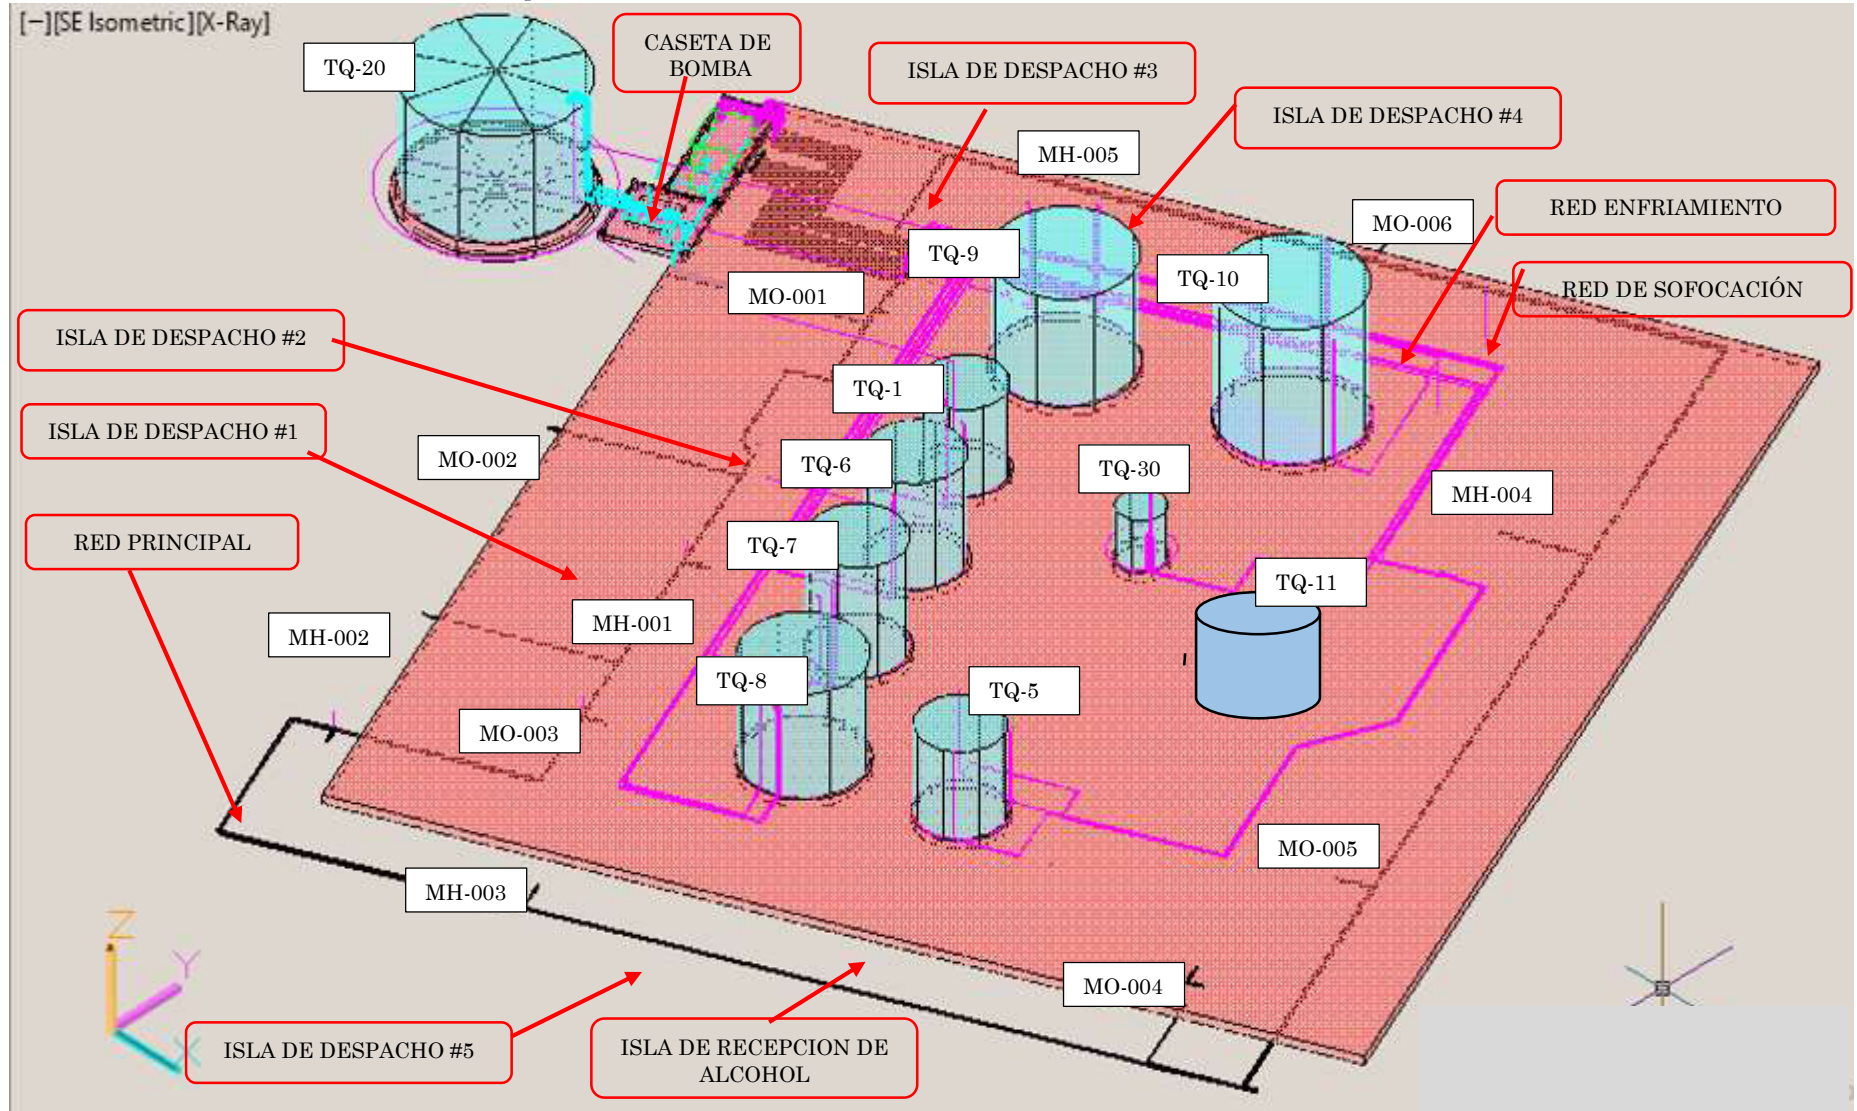 [−][SE Isometric][X-Ray]
TQ-20
CASETA DE
BOMBA
ISLA DE DESPACHO #3
ISLA DE DESPACHO #4
MH-005
RED ENFRIAMIENTO
MO-006
TQ-9
TQ-10
RED DE SOFOCACIÓN
MO-001
ISLA DE DESPACHO #2
TQ-1
ISLA DE DESPACHO #1
MO-002
TQ-6
TQ-30
MH-004
RED PRINCIPAL
TQ-7
TQ-11
MH-001
MH-002
TQ-8
TQ-5
MO-003
MO-005
MH-003
MO-004
Z
Y
X
ISLA DE DESPACHO #5
ISLA DE RECEPCION DE
ALCOHOL